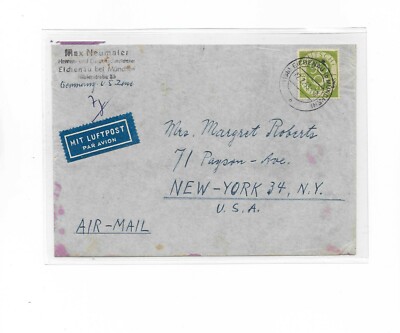 Max Neumaier
Eichenau bei München
Germany U.S. Zone
MIT LUFTPOST
PAR AVION
Mrs. Margret Roberts
71 Payson-Ave.
NEW-YORK 34, N.Y.
U.S.A.
AIR-MAIL